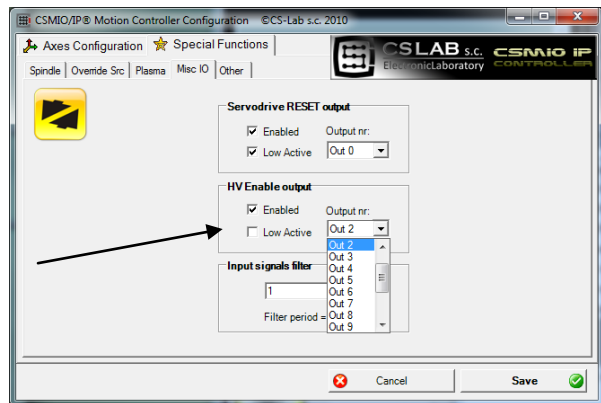 CSMIO/IP® Motion Controller Configuration ©CS-Lab s.c. 2010
Axes Configuration Special Functions
CSLAB s.c.
ElectronicLaboratory
CSMIO IP
CONTROLLER
Spindle Override Src Plasma Misc IO Other
Servodrive RESET output
Enabled Output nr:
Low Active Out 0
HV Enable output
Enabled Output nr:
Low Active Out 2
Out 2
Out 3
Out 4
Out 5
Out 6
Out 7
Out 8
Out 9
Input signals filter
1
Filter period =
Cancel Save